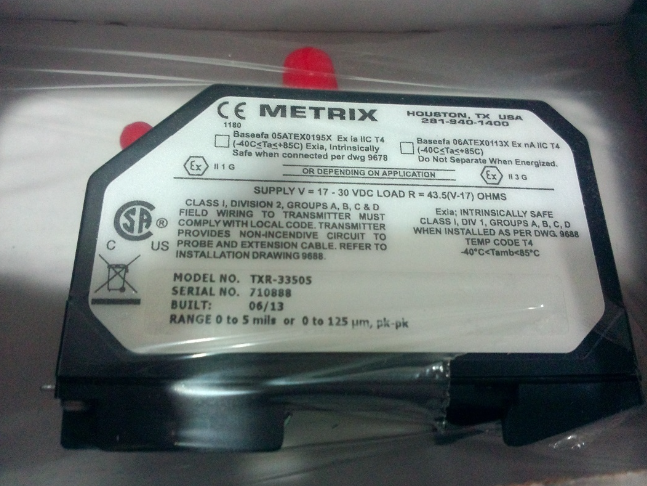 CE METRIX HOUSTON, TX USA
1180 281-940-1400
Baseefa 05ATEX0195X Ex ia IIC T4
(-40C≤Ta≤+85C) Exia, Intrinsically
Safe when connected per dwg 9678
Baseefa 06ATEX0113X Ex nA IIC T4
(-40C≤Ta≤+85C)
Do Not Separate When Energized.
Ex II 1 G
OR DEPENDING ON APPLICATION
Ex II 3 G
SUPPLY V = 17 - 30 VDC LOAD R = 43.5(V-17) OHMS
SA ® C US
CLASS I, DIVISION 2, GROUPS A, B, C & D
FIELD WIRING TO TRANSMITTER MUST
COMPLY WITH LOCAL CODE. TRANSMITTER
PROVIDES NON-INCENDIVE CIRCUIT TO
PROBE AND EXTENSION CABLE. REFER TO
INSTALLATION DRAWING 9688.
Exia; INTRINSICALLY SAFE
CLASS I, DIV 1, GROUPS A, B, C, D
WHEN INSTALLED AS PER DWG. 9688
TEMP CODE T4
-40°C<Tamb<85°C
MODEL NO. TXR-33505
SERIAL NO. 710888
BUILT: 06/13
RANGE 0 to 5 mils or 0 to 125 µm, pk-pk